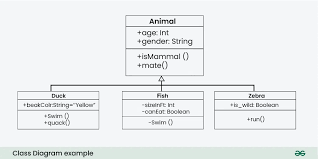 Animal
+age: Int
+gender: String
+isMammal ()
+mate()
Duck
+beakColr:String="Yellow"
+Swim ()
+quack()
Fish
-sizeInFt: Int
-canEat: Boolean
-Swim ()
Zebra
+is_wild: Boolean
+run()
Class Diagram example